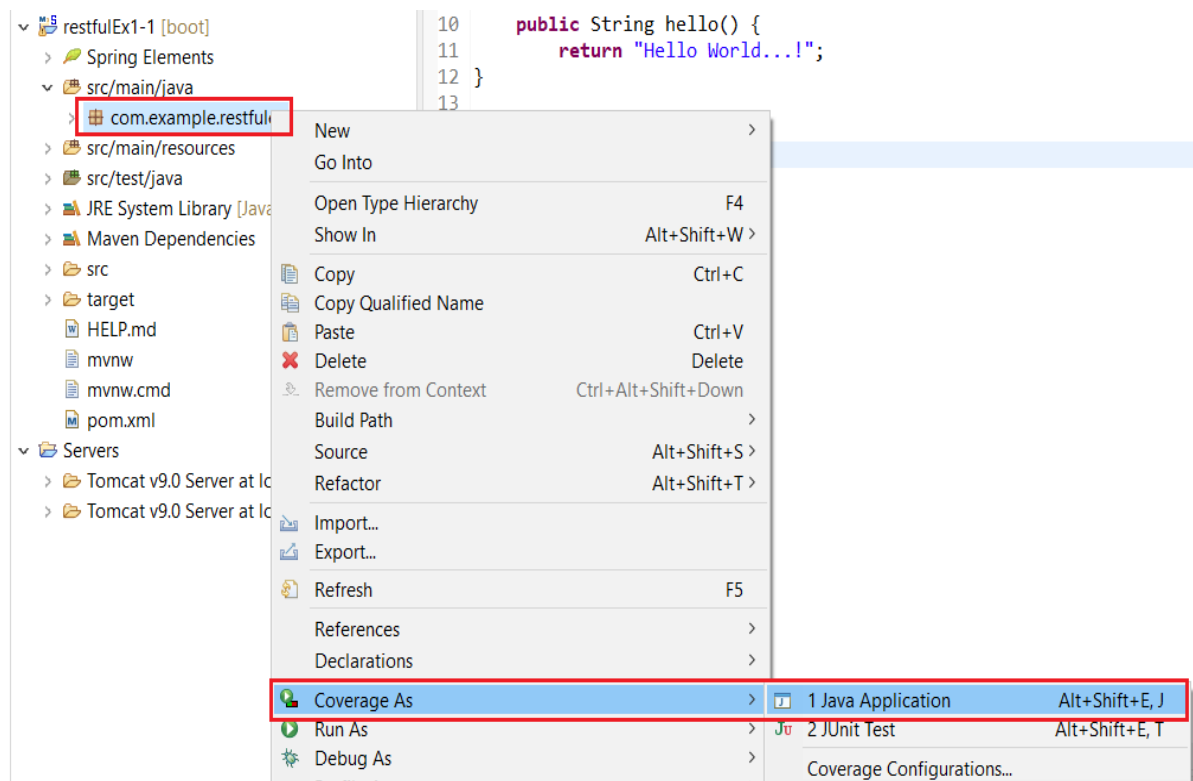 restfulEx1-1 [boot]
Spring Elements
src/main/java
com.example.restful
src/main/resources
src/test/java
JRE System Library [Java
Maven Dependencies
src
target
HELP.md
mvnw
mvnw.cmd
pom.xml
Servers
Tomcat v9.0 Server at lo
Tomcat v9.0 Server at lo
10 public String hello() {
11 return "Hello World...!";
12 }
13
New
Go Into
Open Type Hierarchy F4
Show In Alt+Shift+W >
Copy Ctrl+C
Copy Qualified Name
Paste Ctrl+V
Delete Delete
Remove from Context Ctrl+Alt+Shift+Down
Build Path
Source Alt+Shift+S >
Refactor Alt+Shift+T >
Import...
Export...
Refresh F5
References
Declarations
Coverage As
Run As
Debug As
1 Java Application Alt+Shift+E, J
2 JUnit Test Alt+Shift+E, T
Coverage Configurations...